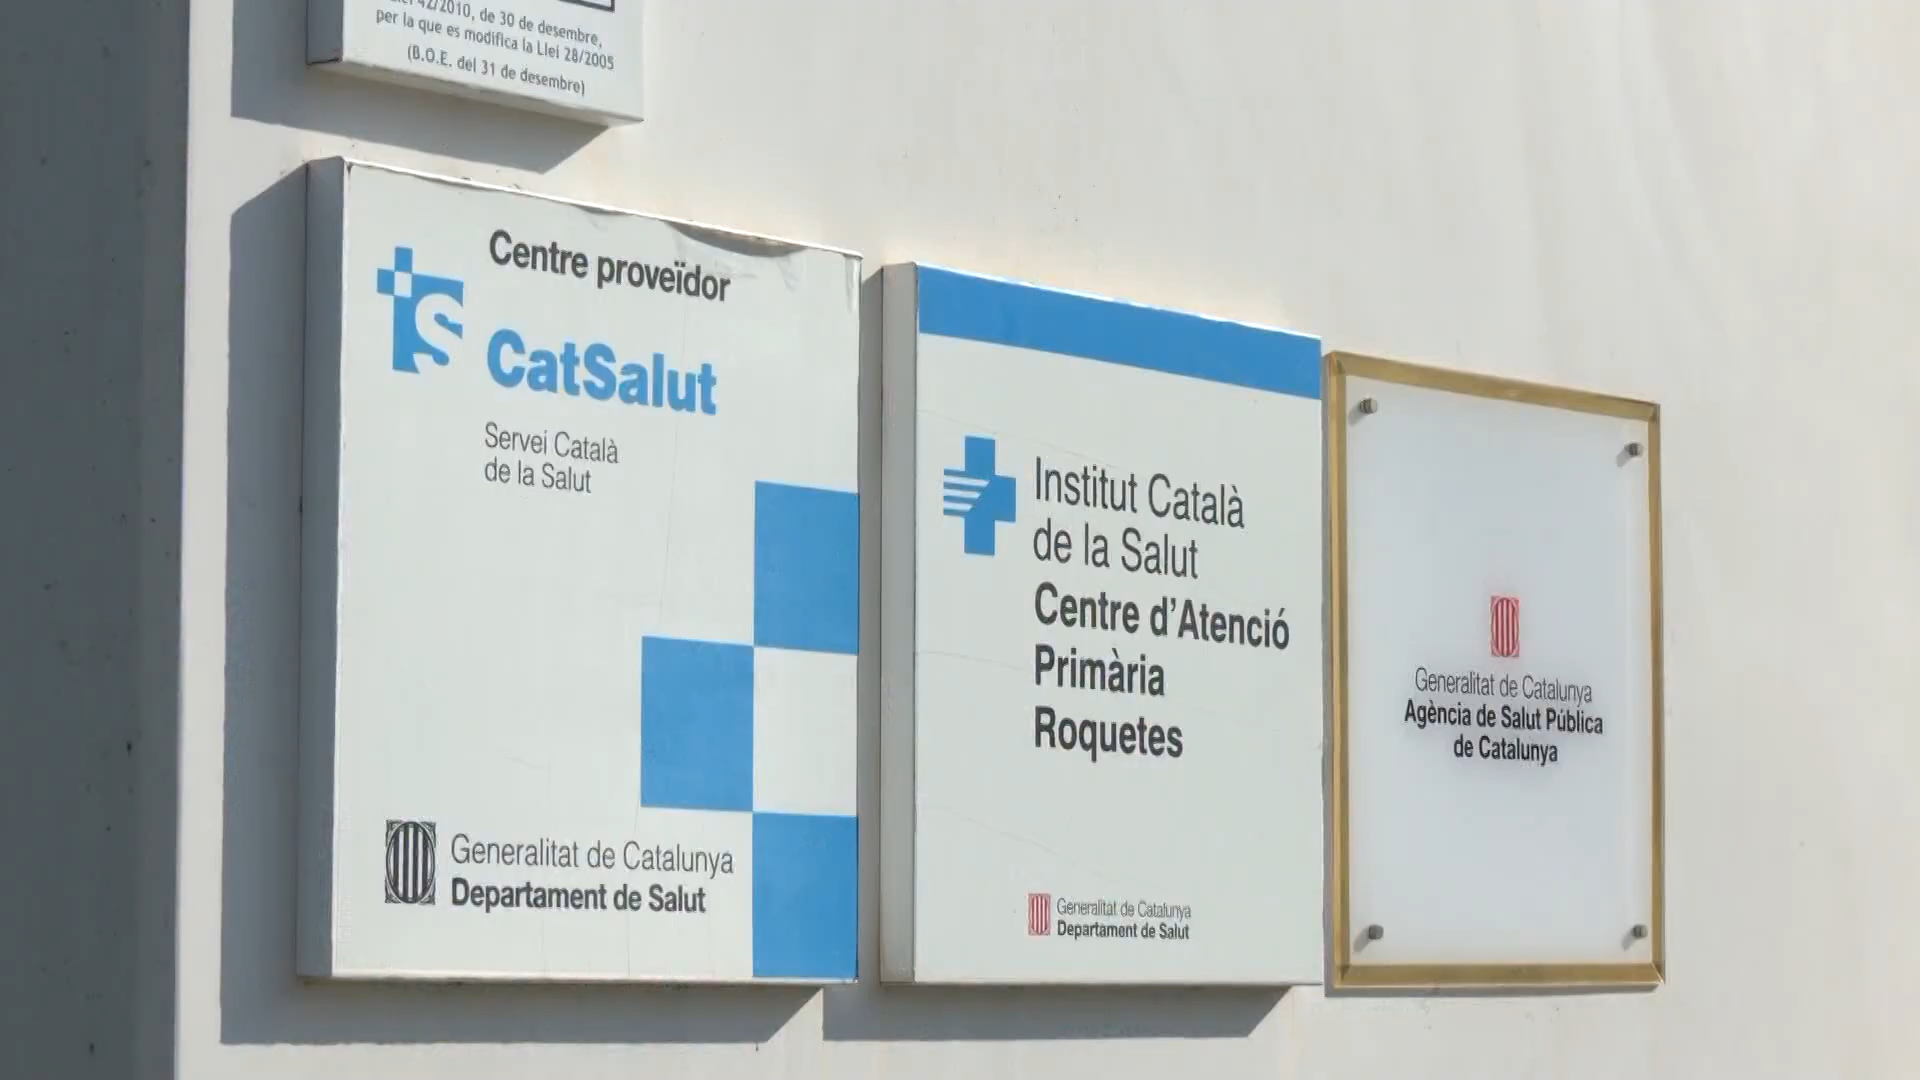 42/2010, de 30 de desembre,
per la que es modifica la Llei 28/2005
(B.O.E. del 31 de desembre)
Centre proveïdor
CatSalut
Servei Català
de la Salut
Generalitat de Catalunya
Departament de Salut
Institut Català
de la Salut
Centre d'Atenció
Primària
Roquetes
Generalitat de Catalunya
Departament de Salut
Generalitat de Catalunya
Agència de Salut Pública
de Catalunya